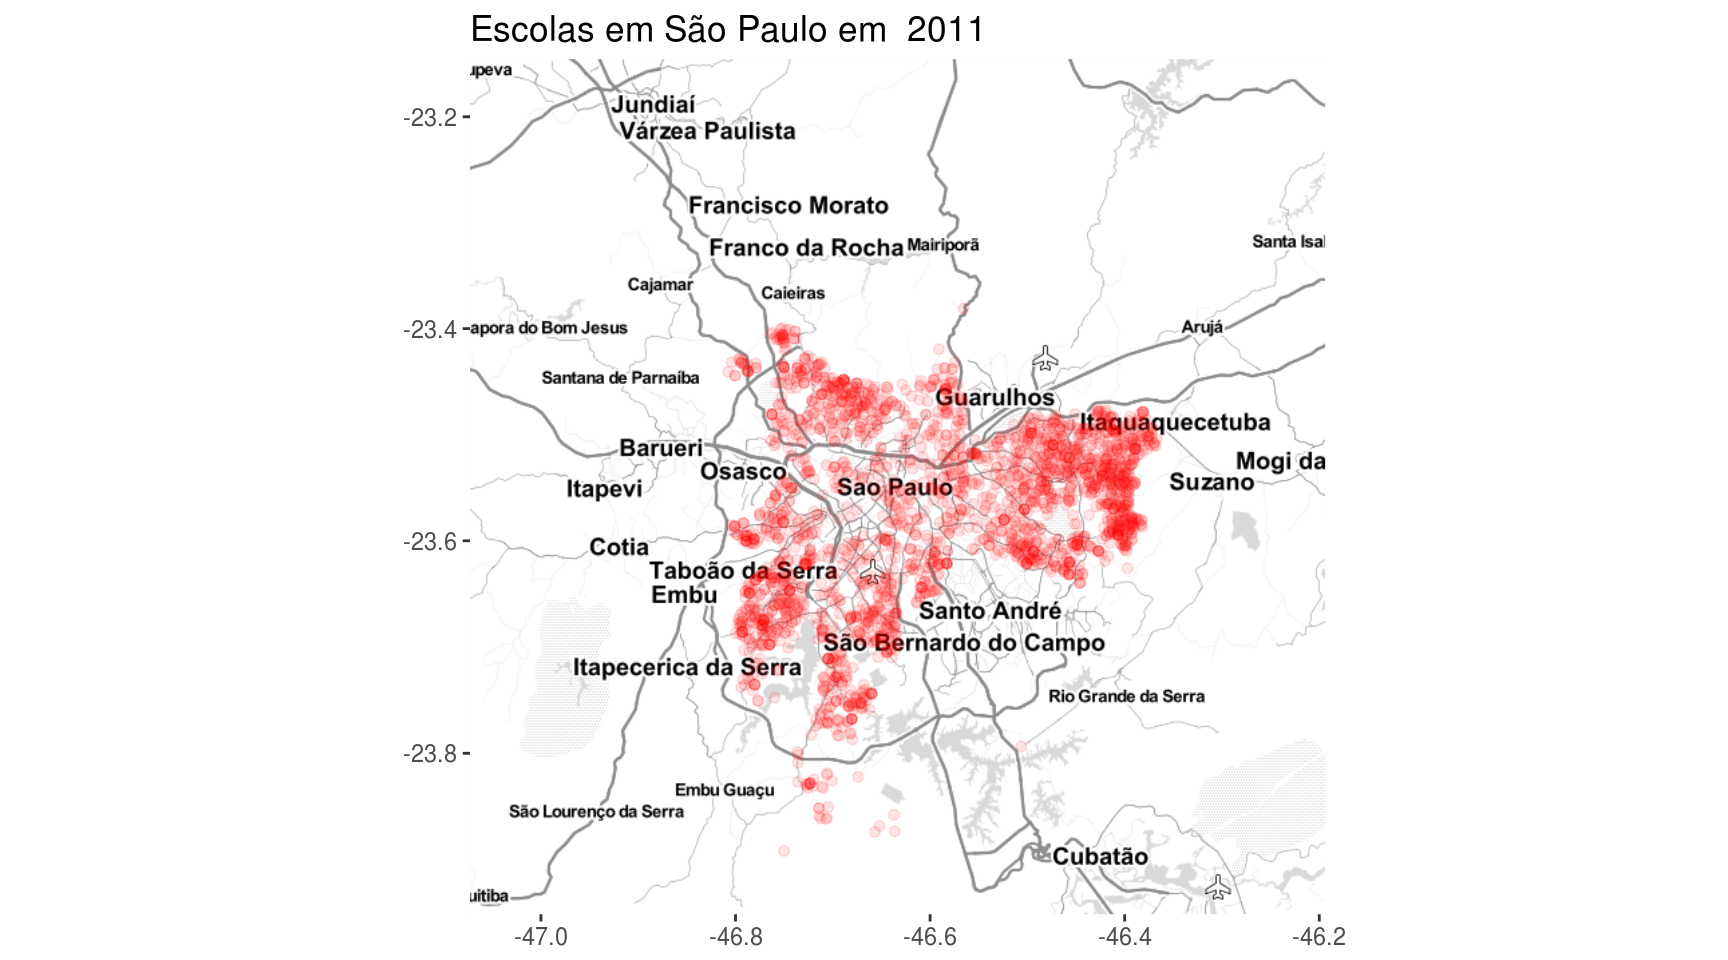 Escolas em São Paulo em  2011
upeva
Jundiaí
-23.2
Várzea Paulista
Francisco Morato
Santa Isal
Franco da Rocha
Mairiporã
Cajamar
Caieiras
-23.4
apora do Bom Jesus
Arujá
Santana de Parnaíba
Guarulhos
Itaquaquecetuba
Barueri
Mogi da
Osasco
Suzano
Itapevi
Sao Paulo
-23.6
Cotia
Taboão da Serra
Embu
Santo André
São Bernardo do Campo
Itapecerica da Serra
Rio Grande da Serra
-23.8
Embu Guaçu
São Lourenço da Serra
Cubatão
uitiba
-47.0
-46.8
-46.6
-46.4
-46.2